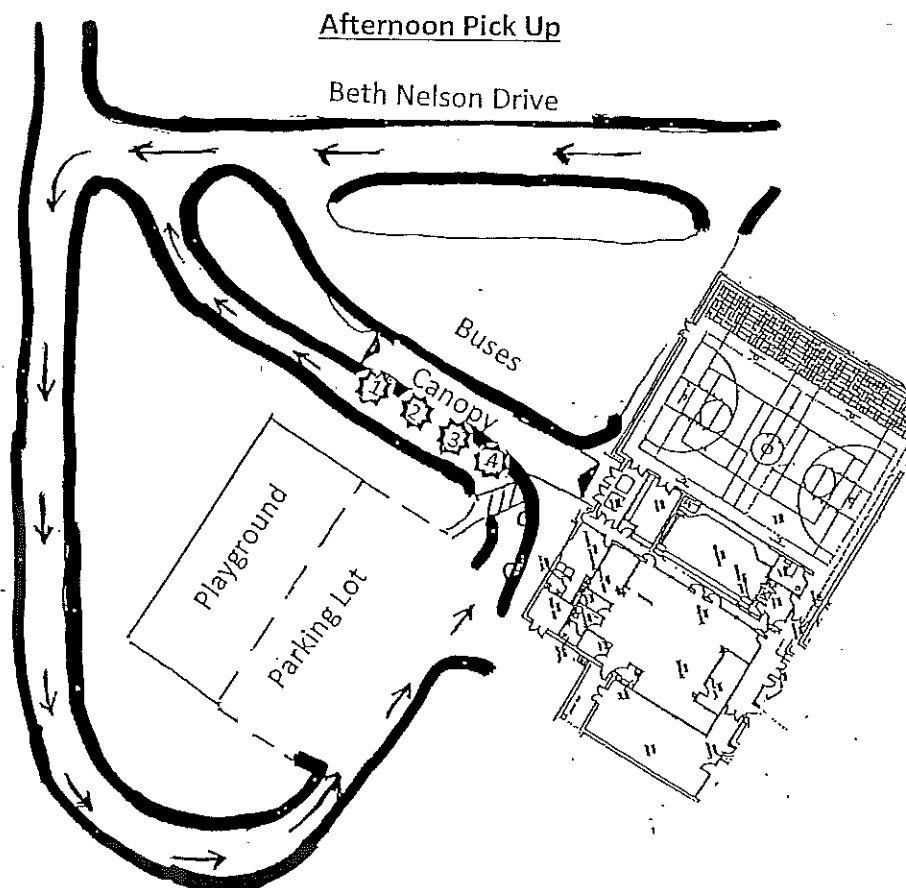 Afternoon Pick Up
Beth Nelson Drive
Buses
Canopy
1
2
3
4
Playground
Parking Lot